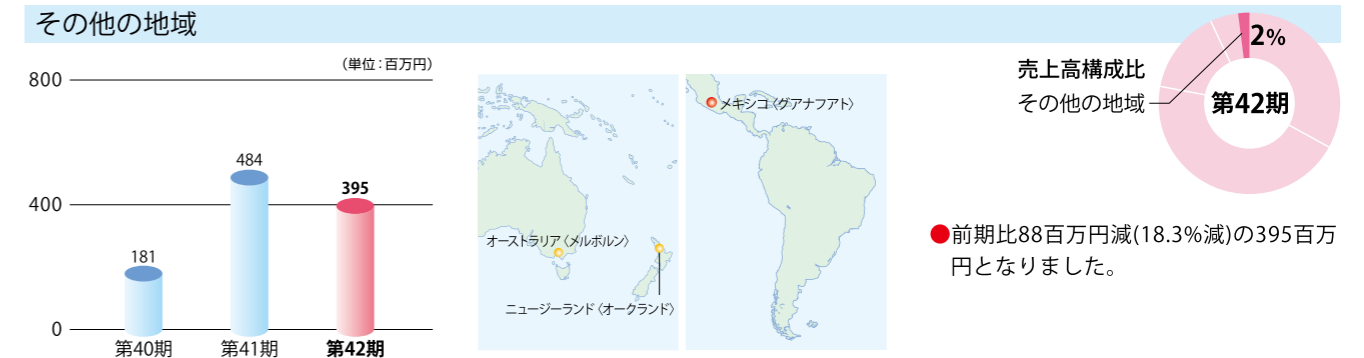 その他の地域
(単位:百万円)
800
400
0
181
484
395
第40期
第41期
第42期
メキシコ〈グアナフアト〉
オーストラリア〈メルボルン〉
ニュージーランド〈オークランド〉
2%
売上高構成比
その他の地域
第42期
●前期比88百万円減(18.3%減)の395百万
円となりました。